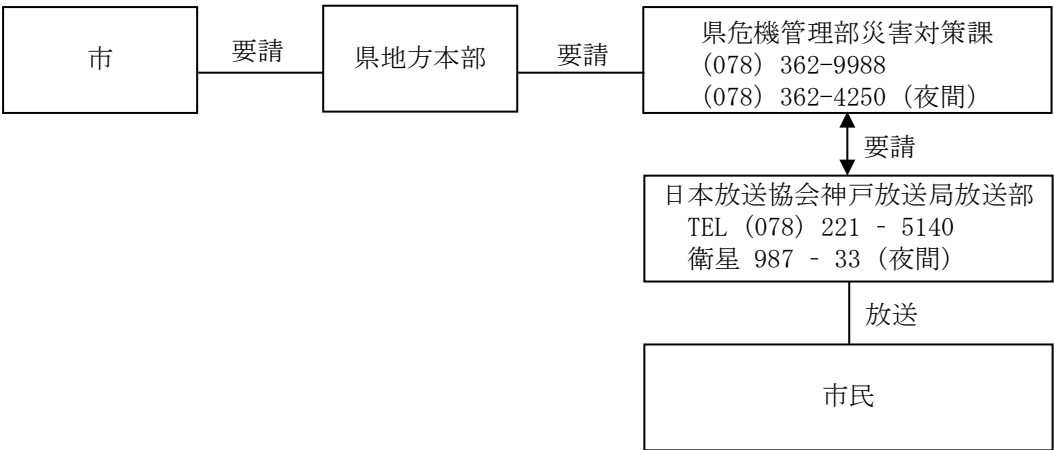 市
要請
県地方本部
要請
県危機管理部災害対策課
(078) 362-9988
(078) 362-4250 (夜間)
要請
日本放送協会神戸放送局放送部
TEL (078) 221 - 5140
衛星 987 - 33 (夜間)
放送
市民